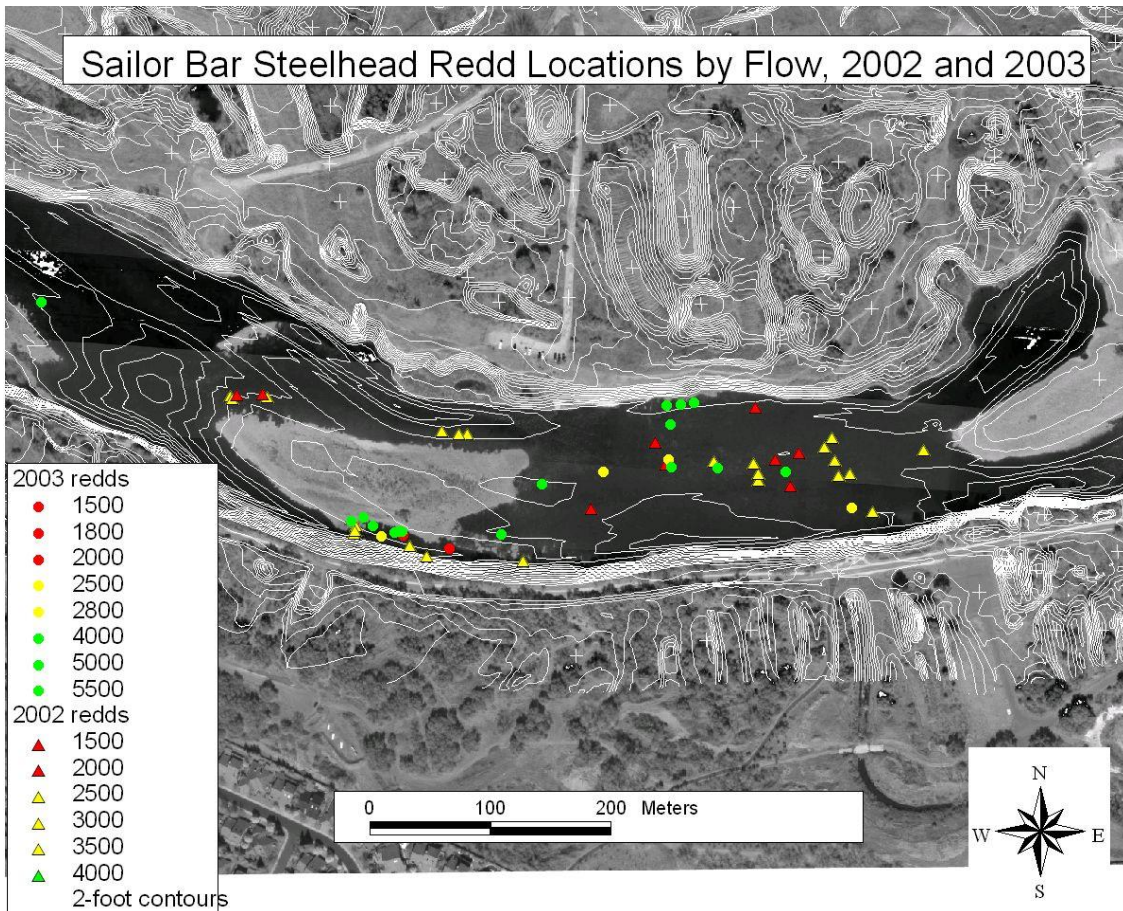 Sailor Bar Steelhead Redd Locations by Flow, 2002 and 2003
2003 redds
1500
1800
2000
2500
2800
4000
5000
5500
2002 redds
1500
2000
2500
3000
3500
4000
2-foot contours
0 100 200 Meters
N
W E
S